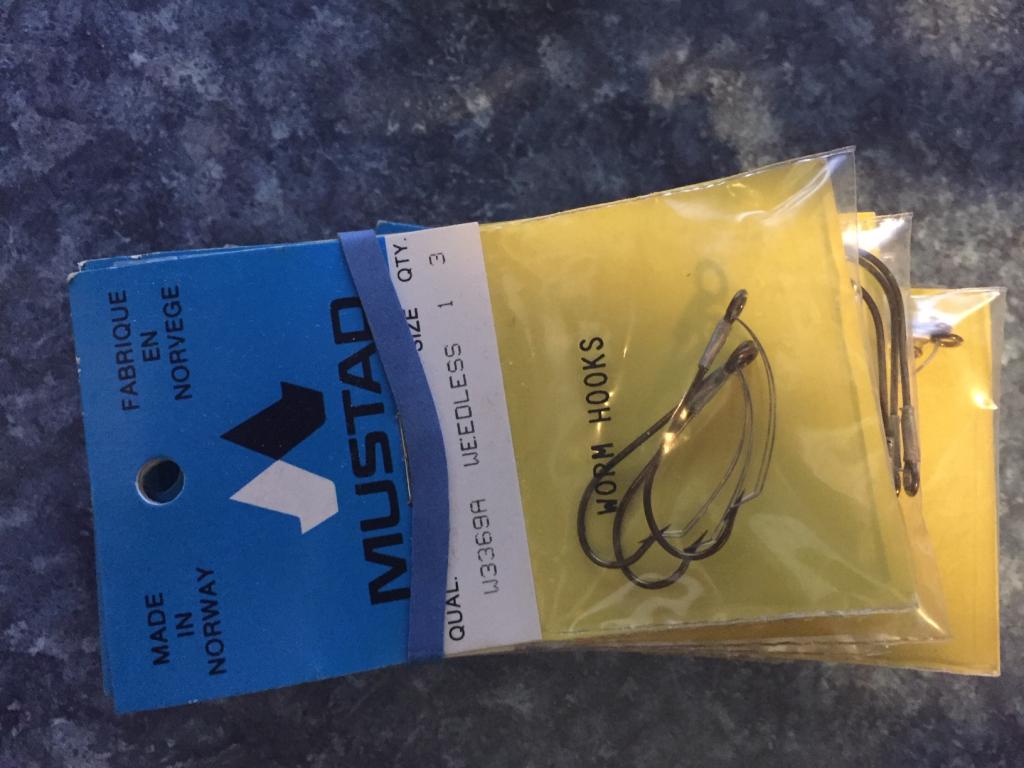 MADE
IN
NORWAY
FABRIQUE
EN
NORVEGE
MUSTAD
QUAL. SIZE QTY.
W3369A WEEDLESS 1 3
WORM HOOKS